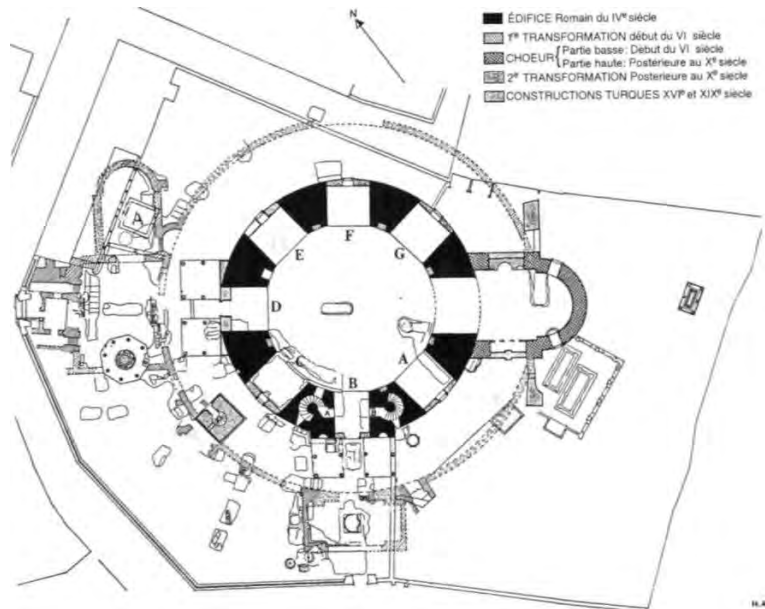 N
ÉDIFICE Romain du IVᵉ siècle
1ʳᵉ TRANSFORMATION début du VI siècle
CHOEUR { Partie basse: Debut du VI siècle
Partie haute: Posterieure au Xᵉ siècle
2ᵉ TRANSFORMATION Posterieure au Xᵉ siècle
CONSTRUCTIONS TURQUES XVIᵉ et XIXᵉ siècle
A
F
E
G
D
C
A
B